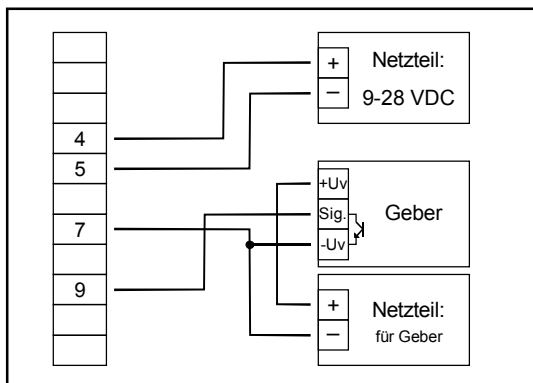 4
5
7
9
+
−
Netzteil:
9-28 VDC
+Uv
Sig.
-Uv
Geber
+
−
Netzteil:
für Geber